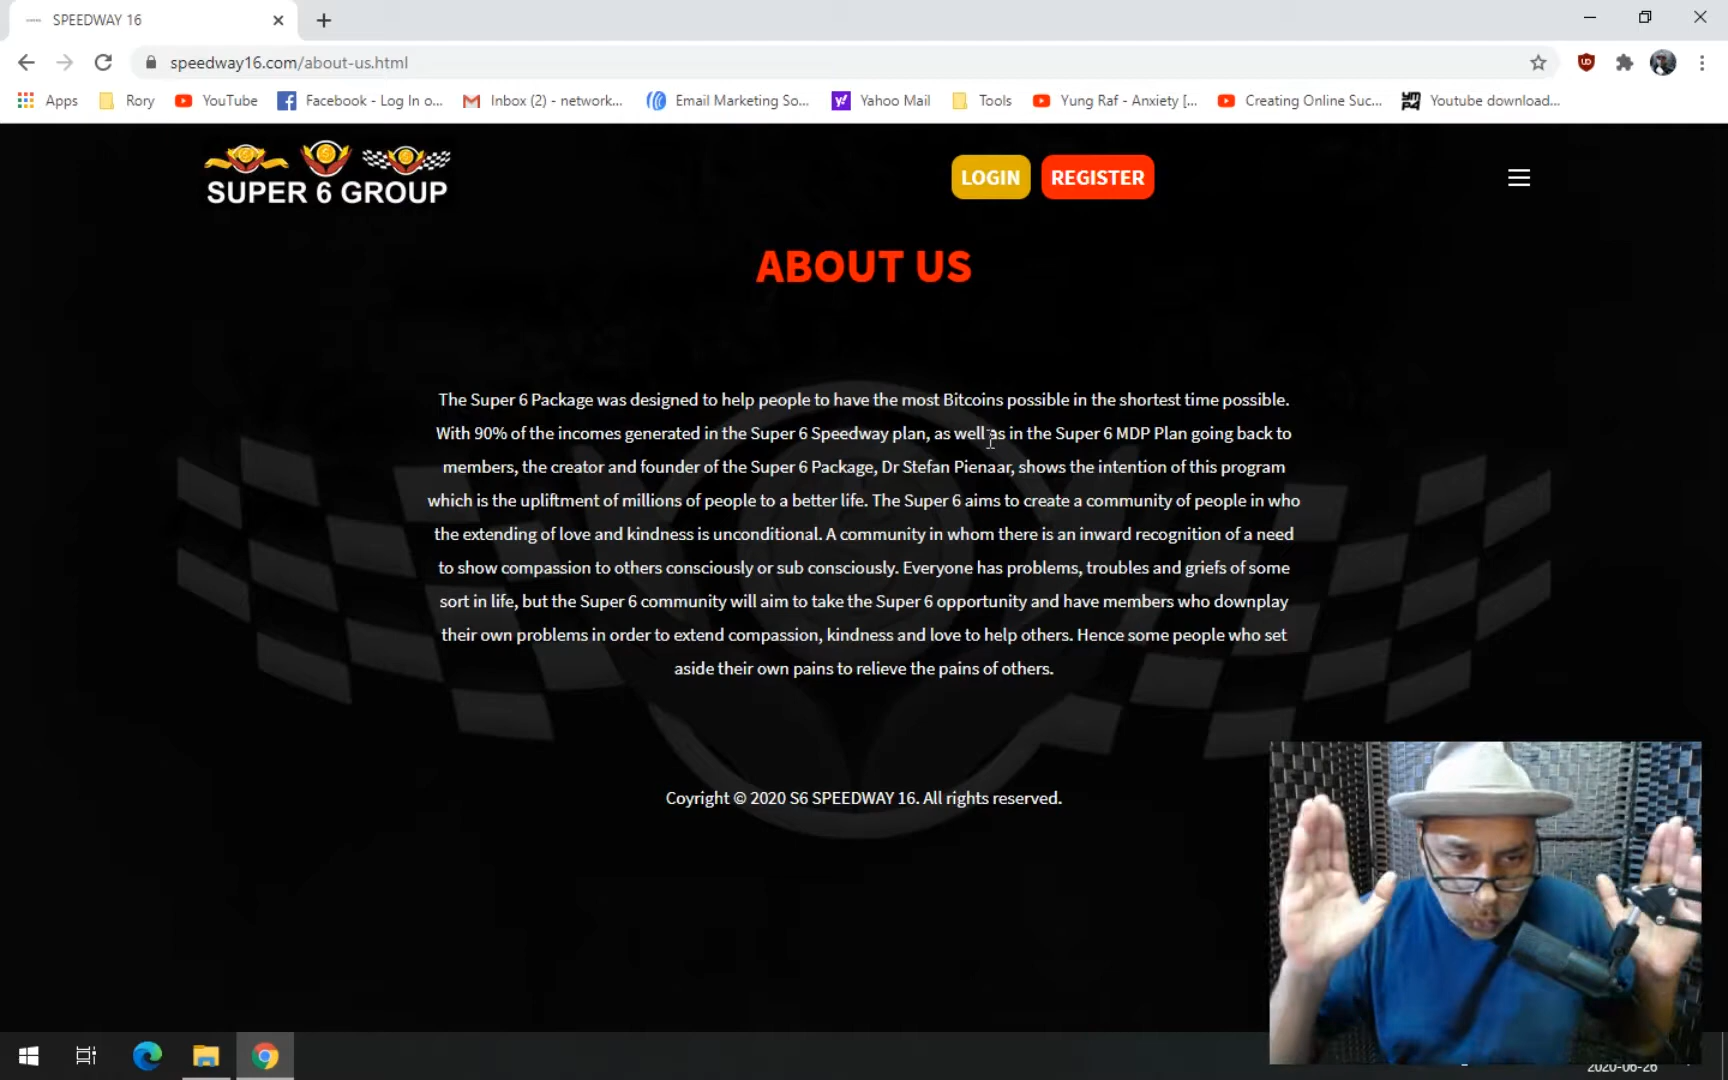 SPEEDWAY 16
speedway16.com/about-us.html
Apps Rory YouTube Facebook - Log In o... Inbox (2) - network... Email Marketing So... Yahoo Mail Tools Yung Raf - Anxiety [... Creating Online Suc... Youtube download...
SUPER 6 GROUP
LOGIN REGISTER
ABOUT US
The Super 6 Package was designed to help people to have the most Bitcoins possible in the shortest time possible.
With 90% of the incomes generated in the Super 6 Speedway plan, as well as in the Super 6 MDP Plan going back to
members, the creator and founder of the Super 6 Package, Dr Stefan Pienaar, shows the intention of this program
which is the upliftment of millions of people to a better life. The Super 6 aims to create a community of people in who
the extending of love and kindness is unconditional. A community in whom there is an inward recognition of a need
to show compassion to others consciously or sub consciously. Everyone has problems, troubles and griefs of some
sort in life, but the Super 6 community will aim to take the Super 6 opportunity and have members who downplay
their own problems in order to extend compassion, kindness and love to help others. Hence some people who set
aside their own pains to relieve the pains of others.
Coyright © 2020 S6 SPEEDWAY 16. All rights reserved.
2020-06-26